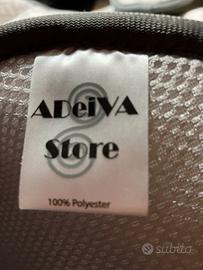 ADeiVA
Store
100% Polyester
subito